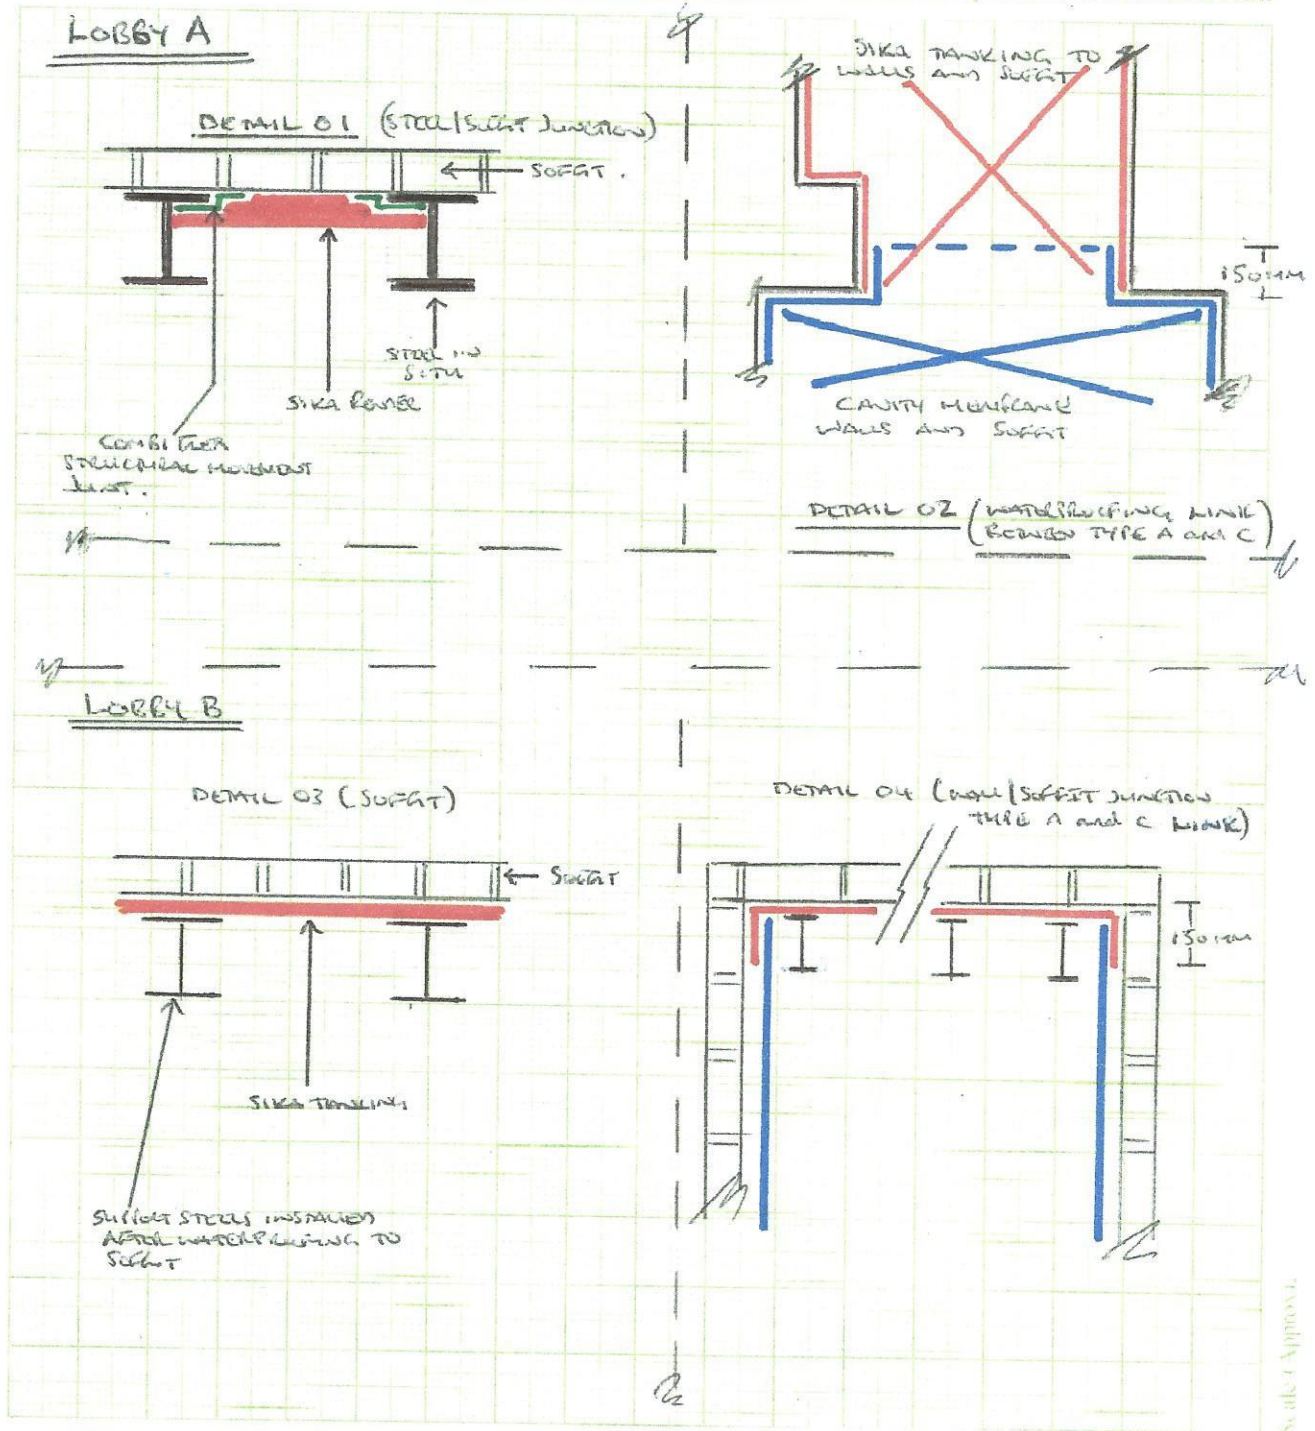 LOBBY A
DETAIL 01 (STEEL/SOFFIT JUNCTION)
SOFFIT.
STEEL IN
SITU
SIKA RENDER
COMBIFLEX
STRUCTURAL MOVEMENT
JOINT.
SIKA TANKING TO
WALLS AND SOFFIT
150MM
CAVITY MEMBRANE
WALLS AND SOFFIT
DETAIL 02 (WATERPROOFING LINK
BETWEEN TYPE A AND C)
LOBBY B
DETAIL 03 (SOFFIT)
SOFFIT
SIKA TANKING
SUPPORT STEELS INSTALLED
AFTER WATERPROOFING TO
SOFFIT
DETAIL 04 (WALL/SOFFIT JUNCTION
TYPE A AND C LINK)
150MM